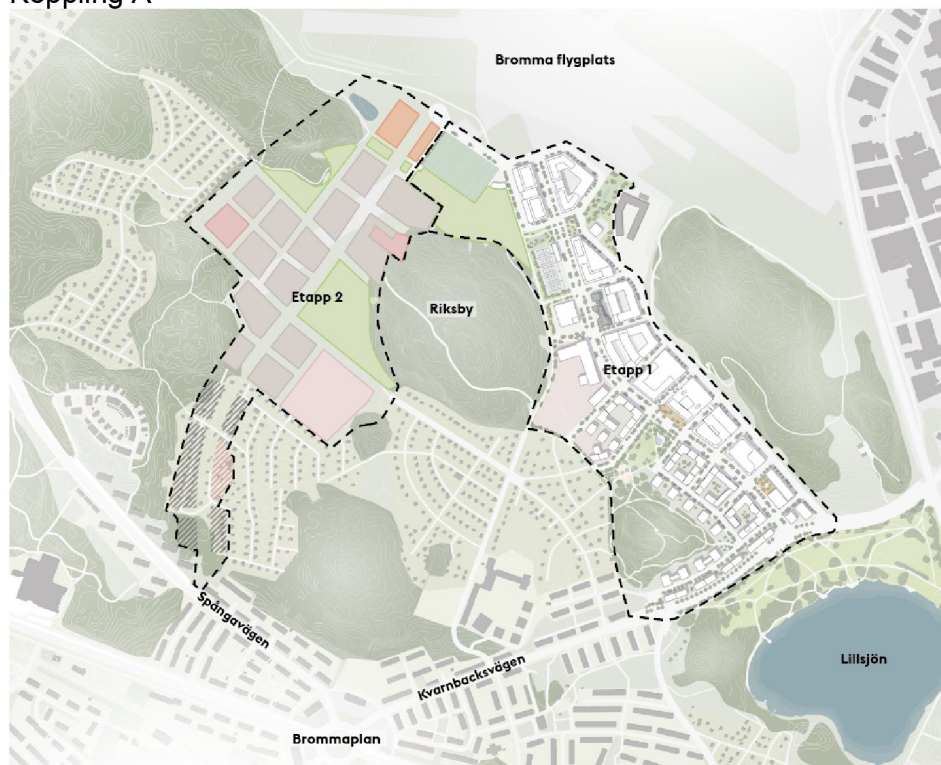 Koppling A
Bromma flygplats
Etapp 2
Riksby
Etapp 1
Spångavägen
Kvarnbacksvägen
Lillsjön
Brommaplan